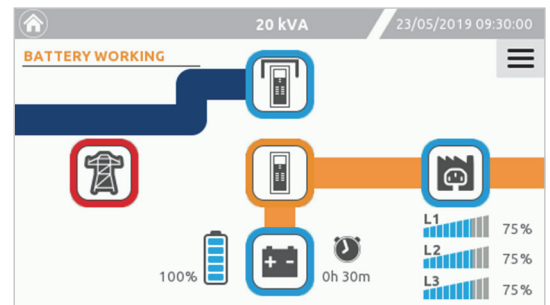 20 kVA
23/05/2019 09:30:00
BATTERY WORKING
L1
75%
L2
75%
L3
75%
100%
0h 30m